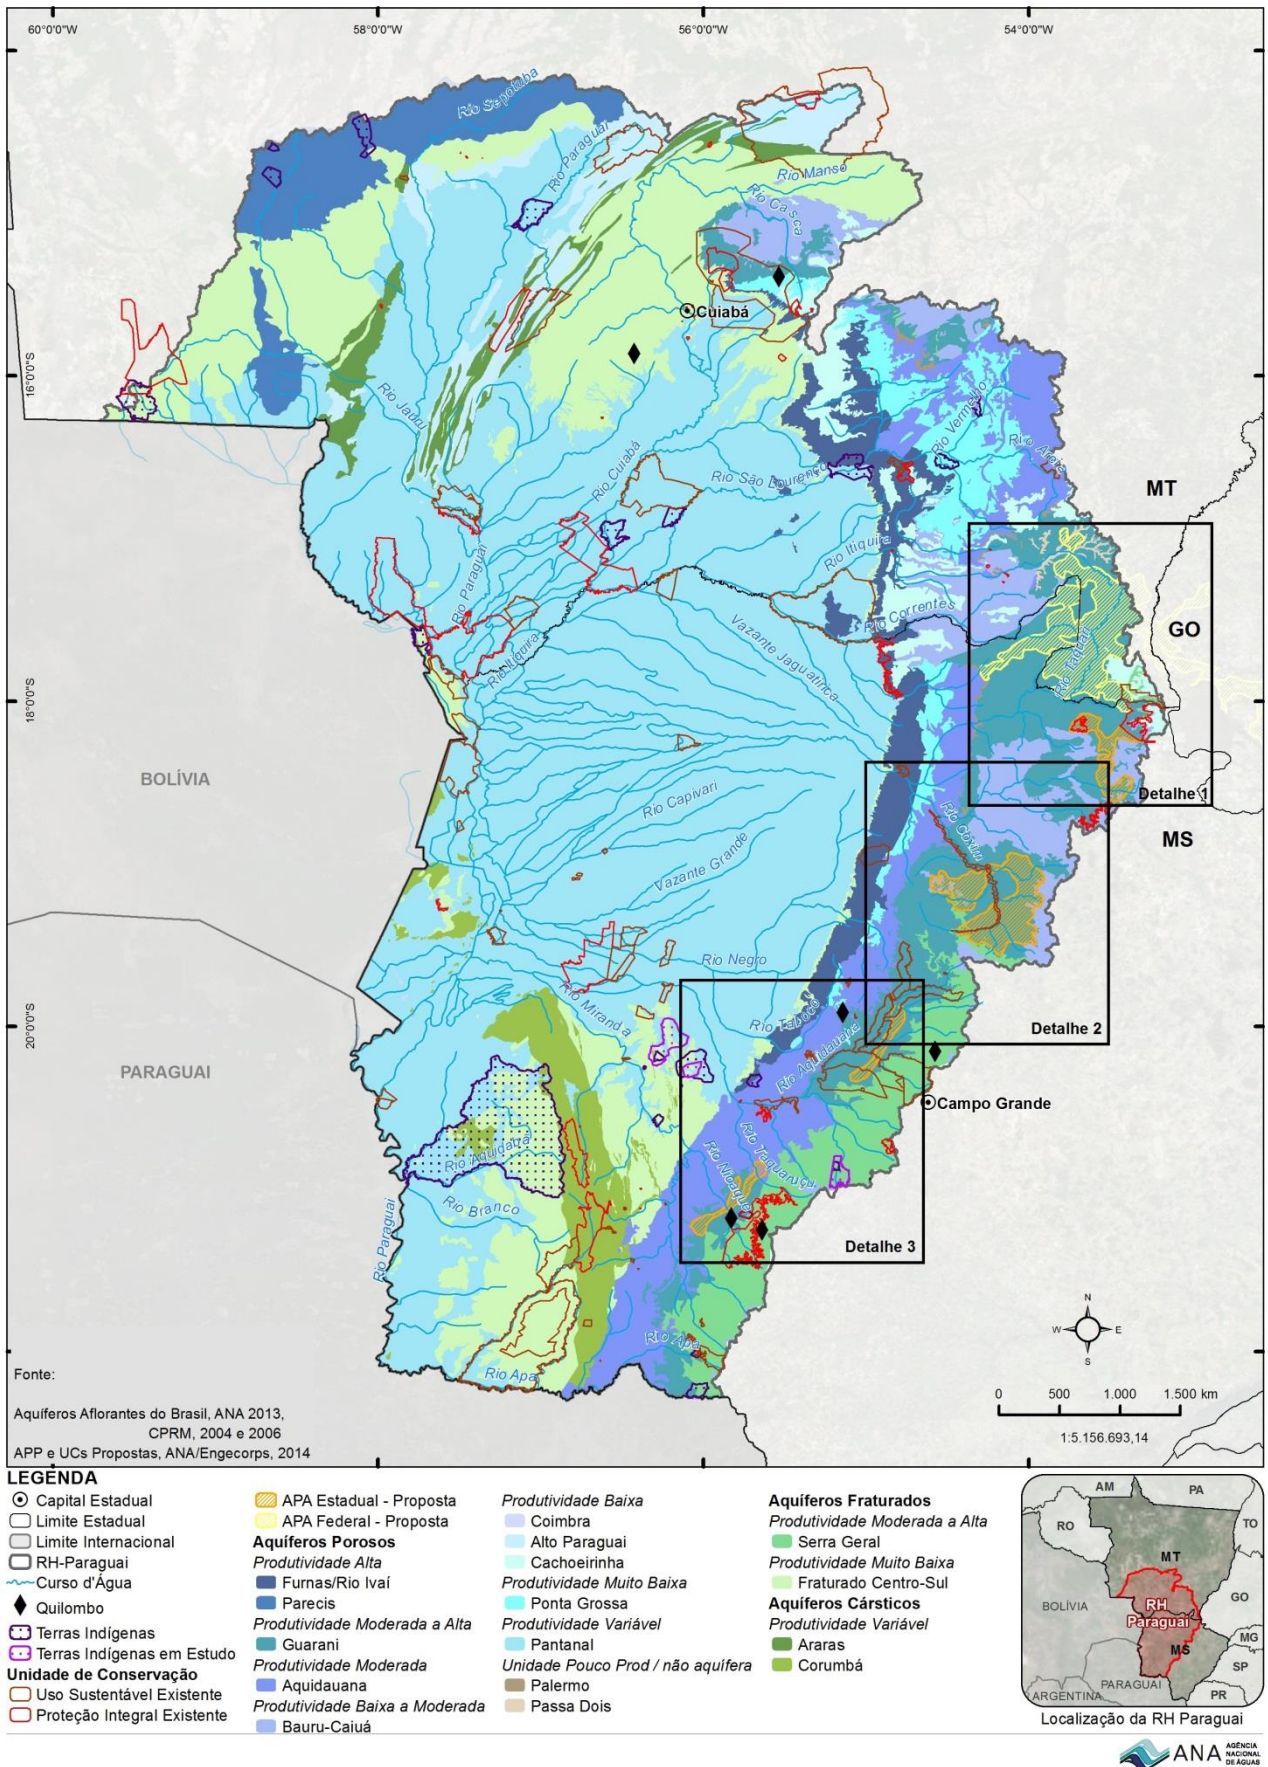 60°0'0"W
58°0'0"W
56°0'0"W
54°0'0"W
16°0'0"S
18°0'0"S
20°0'0"S
Rio Sepotuba
Rio Paraguai
Rio Manso
Rio Casca
Cuiabá
Rio Jauru
Rio Cuiabá
Rio São Lourenço
Rio Vermelho
Rio Areia
MT
Rio Paraguai
Rio Itiquira
Rio Correntes
Rio Itiquira
Vazante Jaguatirica
Rio Taquari
GO
BOLÍVIA
Rio Capivari
Detalhe 1
MS
Vazante Grande
Rio Coxim
Rio Negro
Rio Miranda
Rio Taboco
Detalhe 2
Rio Aquidauana
PARAGUAI
Campo Grande
Rio Aquidabã
Rio Taquaruçu
Rio Nioaque
Rio Branco
Rio Paraguai
Detalhe 3
Rio Apa
Rio Apa
N
W
E
S
Fonte:
Aquíferos Aflorantes do Brasil, ANA 2013,
CPRM, 2004 e 2006
APP e UCs Propostas, ANA/Engecorps, 2014
0 500 1.000 1.500 km
1:5.156.693,14
LEGENDA
Capital Estadual
Limite Estadual
Limite Internacional
RH-Paraguai
Curso d'Água
Quilombo
Terras Indígenas
Terras Indígenas em Estudo
Unidade de Conservação
Uso Sustentável Existente
Proteção Integral Existente
APA Estadual - Proposta
APA Federal - Proposta
Aquíferos Porosos
Produtividade Alta
Furnas/Rio Ivaí
Parecis
Produtividade Moderada a Alta
Guarani
Produtividade Moderada
Aquidauana
Produtividade Baixa a Moderada
Bauru-Caiuá
Produtividade Baixa
Coimbra
Alto Paraguai
Cachoeirinha
Produtividade Muito Baixa
Ponta Grossa
Produtividade Variável
Pantanal
Unidade Pouco Prod / não aquífera
Palermo
Passa Dois
Aquíferos Fraturados
Produtividade Moderada a Alta
Serra Geral
Produtividade Muito Baixa
Fraturado Centro-Sul
Aquíferos Cársticos
Produtividade Variável
Araras
Corumbá
AM
PA
RO
TO
MT
BOLÍVIA
RH
Paraguai
GO
MS
MG
SP
PARAGUAI
ARGENTINA
PR
Localização da RH Paraguai
ANA AGÊNCIA
NACIONAL
DE ÁGUAS